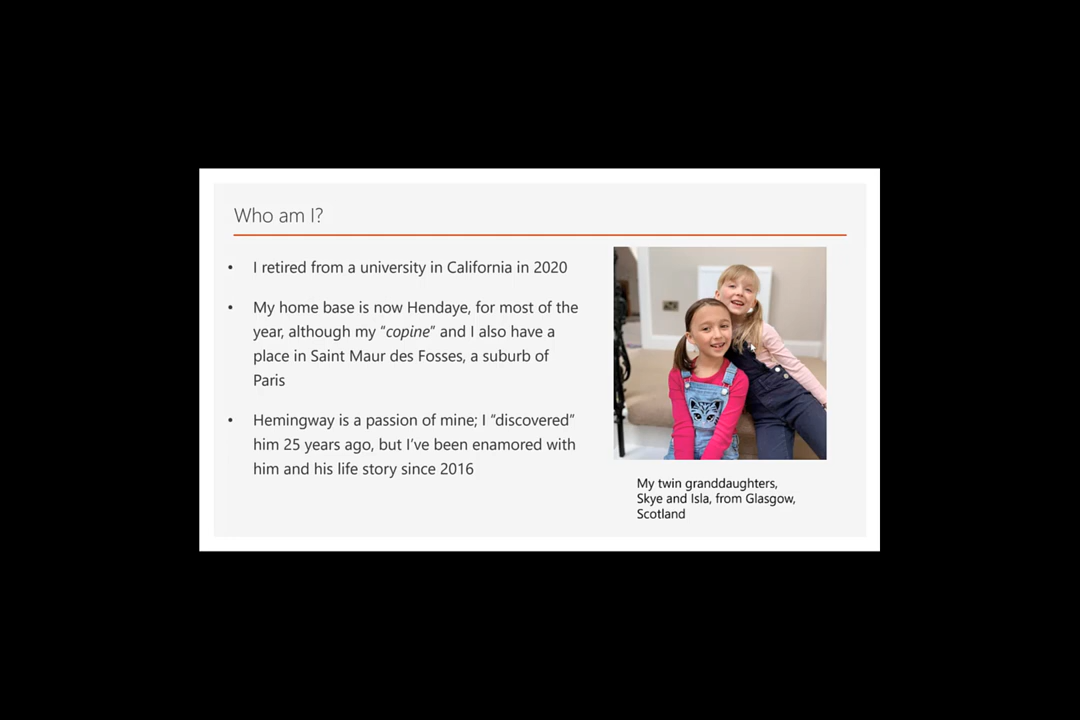 Who am I?
• I retired from a university in California in 2020
• My home base is now Hendaye, for most of the
year, although my “copine” and I also have a
place in Saint Maur des Fosses, a suburb of
Paris
• Hemingway is a passion of mine; I “discovered”
him 25 years ago, but I’ve been enamored with
him and his life story since 2016
My twin granddaughters,
Skye and Isla, from Glasgow,
Scotland